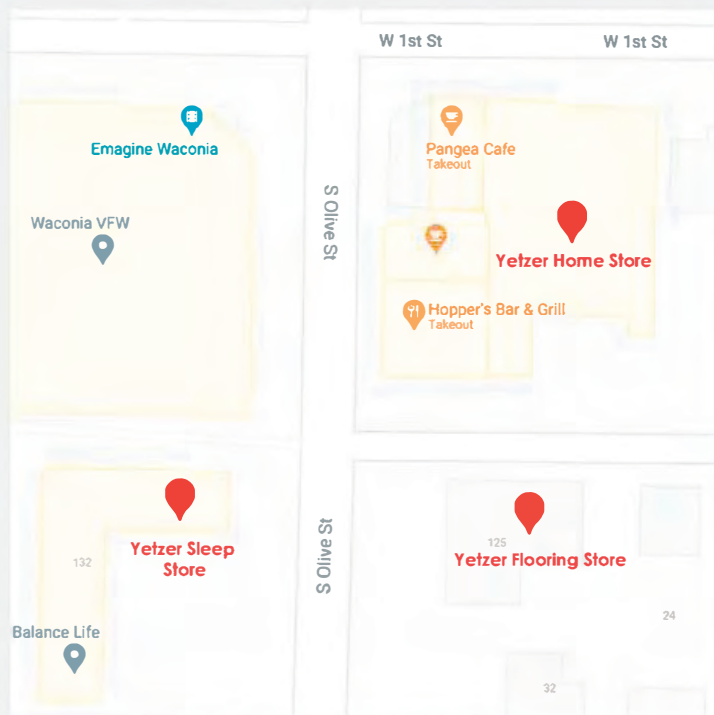 W 1st St
W 1st St
Emagine Waconia
Pangea Cafe
Takeout
Waconia VFW
S Olive St
Yetzer Home Store
Hopper's Bar & Grill
Takeout
Yetzer Sleep
Store
132
S Olive St
125
Yetzer Flooring Store
24
Balance Life
32